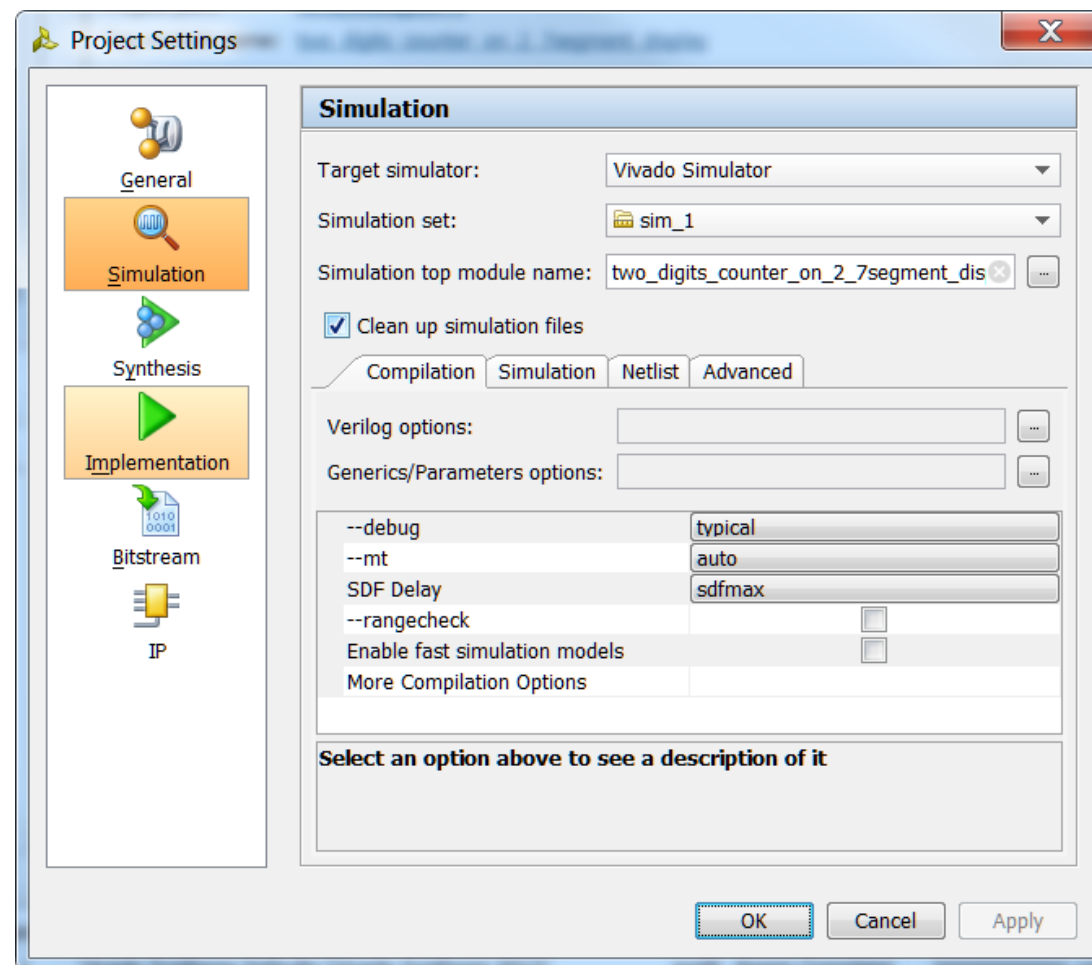 Project Settings
General
Simulation
Synthesis
Implementation
1010
0001
Bitstream
IP
Simulation
Target simulator: Vivado Simulator
Simulation set: sim_1
Simulation top module name: two_digits_counter_on_2_7segment_dis ...
Clean up simulation files
Compilation Simulation Netlist Advanced
Verilog options: ...
Generics/Parameters options: ...
--debug typical
--mt auto
SDF Delay sdfmax
--rangecheck
Enable fast simulation models
More Compilation Options
Select an option above to see a description of it
OK Cancel Apply